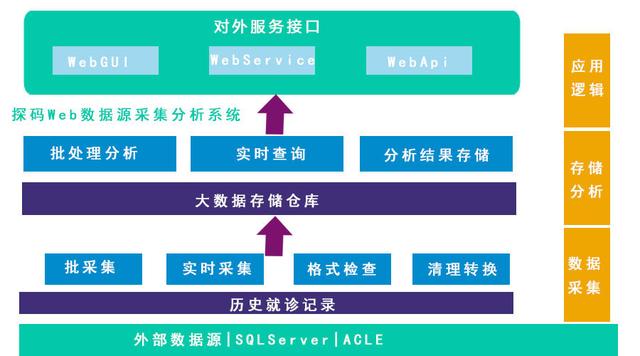 对外服务接口
WebGUI
WebService
WebApi
应用
逻辑
探码Web数据源采集分析系统
批处理分析
实时查询
分析结果存储
存储
分析
大数据存储仓库
批采集
实时采集
格式检查
清理转换
数据
采集
历史就诊记录
外部数据源|SQLServer|ACLE